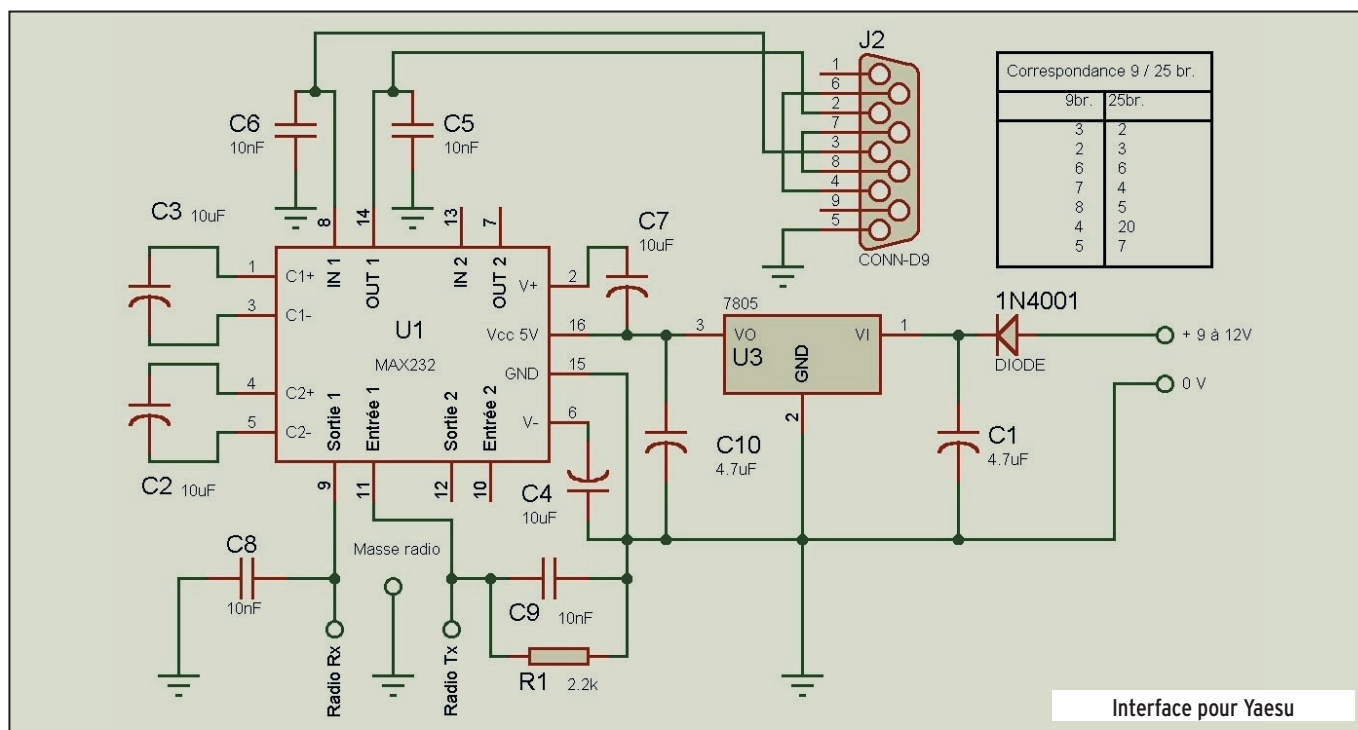 J2
1
6
2
7
3
8
4
9
5
CONN-D9
Correspondance 9 / 25 br.
9br. 25br.
3 2
2 3
6 6
7 4
8 5
4 20
5 7
C6
10nF
C5
10nF
C3 10uF
8
14
13
7
C7
10uF
1
C1+
IN 1
OUT 1
IN 2
OUT 2
V+
2
3
C1-
U1
MAX232
Vcc 5V
16
GND
15
4
C2+
5
C2-
Sortie 1
Entrée 1
Sortie 2
Entrée 2
V-
6
C2 10uF
9
11
12
10
C4
10uF
7805
3
VO
VI
1
U3
GND
2
1N4001
DIODE
+ 9 à 12V
0 V
C10
4.7uF
C1
4.7uF
C8
10nF
Masse radio
C9
10nF
Radio Rx
Radio Tx
R1
2.2k
Interface pour Yaesu